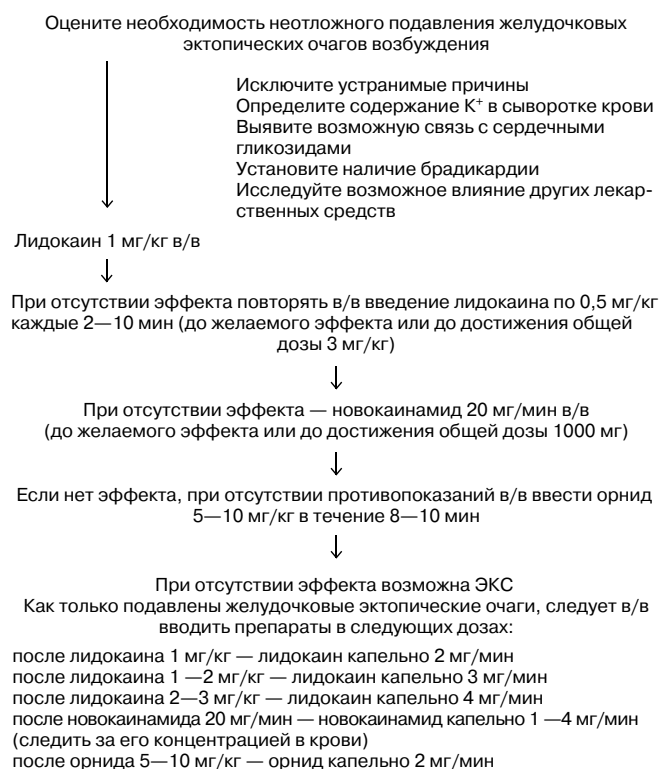 Оцените необходимость неотложного подавления желудочковых
эктопических очагов возбуждения
Исключите устранимые причины
Определите содержание K⁺ в сыворотке крови
Выявите возможную связь с сердечными
гликозидами
Установите наличие брадикардии
Исследуйте возможное влияние других лекар-
ственных средств
Лидокаин 1 мг/кг в/в
При отсутствии эффекта повторять в/в введение лидокаина по 0,5 мг/кг
каждые 2—10 мин (до желаемого эффекта или до достижения общей
дозы 3 мг/кг)
При отсутствии эффекта — новокаинамид 20 мг/мин в/в
(до желаемого эффекта или до достижения общей дозы 1000 мг)
Если нет эффекта, при отсутствии противопоказаний в/в ввести орнид
5—10 мг/кг в течение 8—10 мин
При отсутствии эффекта возможна ЭКС
Как только подавлены желудочковые эктопические очаги, следует в/в
вводить препараты в следующих дозах:
после лидокаина 1 мг/кг — лидокаин капельно 2 мг/мин
после лидокаина 1 —2 мг/кг — лидокаин капельно 3 мг/мин
после лидокаина 2—3 мг/кг — лидокаин капельно 4 мг/мин
после новокаинамида 20 мг/мин — новокаинамид капельно 1 —4 мг/мин
(следить за его концентрацией в крови)
после орнида 5—10 мг/кг — орнид капельно 2 мг/мин